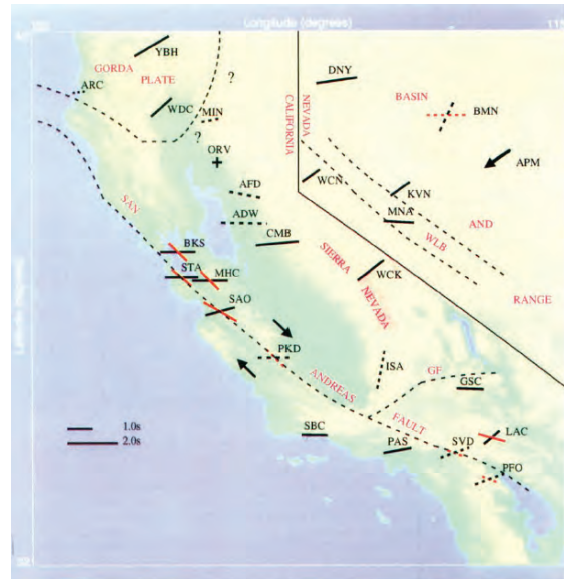 Longitude (degrees)
YBH
DNY
GORDA
ARC
PLATE
?
BASIN
NEVADA
CALIFORNIA
WDC
MIN
BMN
?
ORV
APM
WCN
KVN
AFD
SAN
MNA
ADW
AND
CMB
WLB
BKS
SIERRA
STA
MHC
WCK
NEVADA
RANGE
SAO
PKD
ISA
GF
ANDREAS
GSC
FAULT
1.0s
SBC
LAC
2.0s
PAS
SVD
PFO